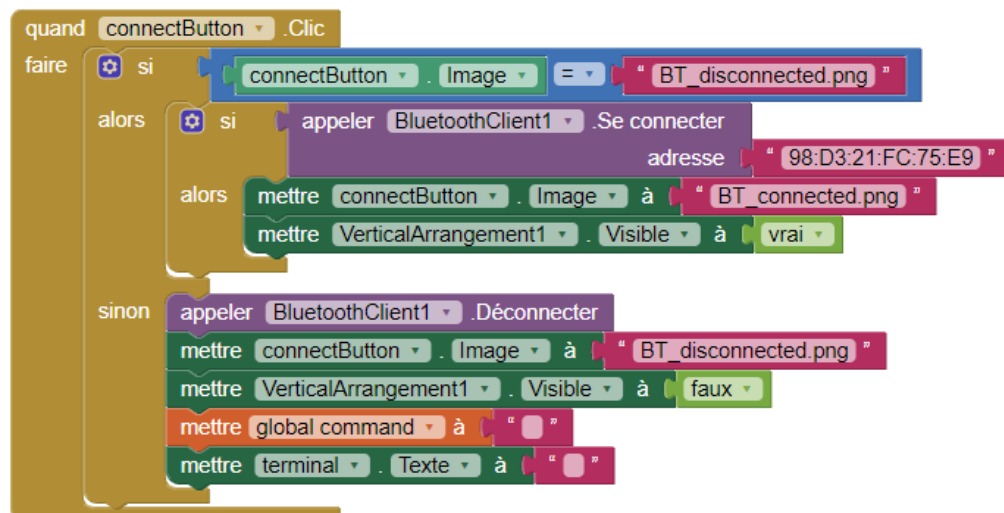 quand connectButton .Clic
faire si connectButton . Image = " BT_disconnected.png "
alors si appeler BluetoothClient1 .Se connecter
adresse " 98:D3:21:FC:75:E9 "
alors mettre connectButton . Image à " BT_connected.png "
mettre VerticalArrangement1 . Visible à vrai
sinon appeler BluetoothClient1 .Déconnecter
mettre connectButton . Image à " BT_disconnected.png "
mettre VerticalArrangement1 . Visible à faux
mettre global command à " "
mettre terminal . Texte à " "